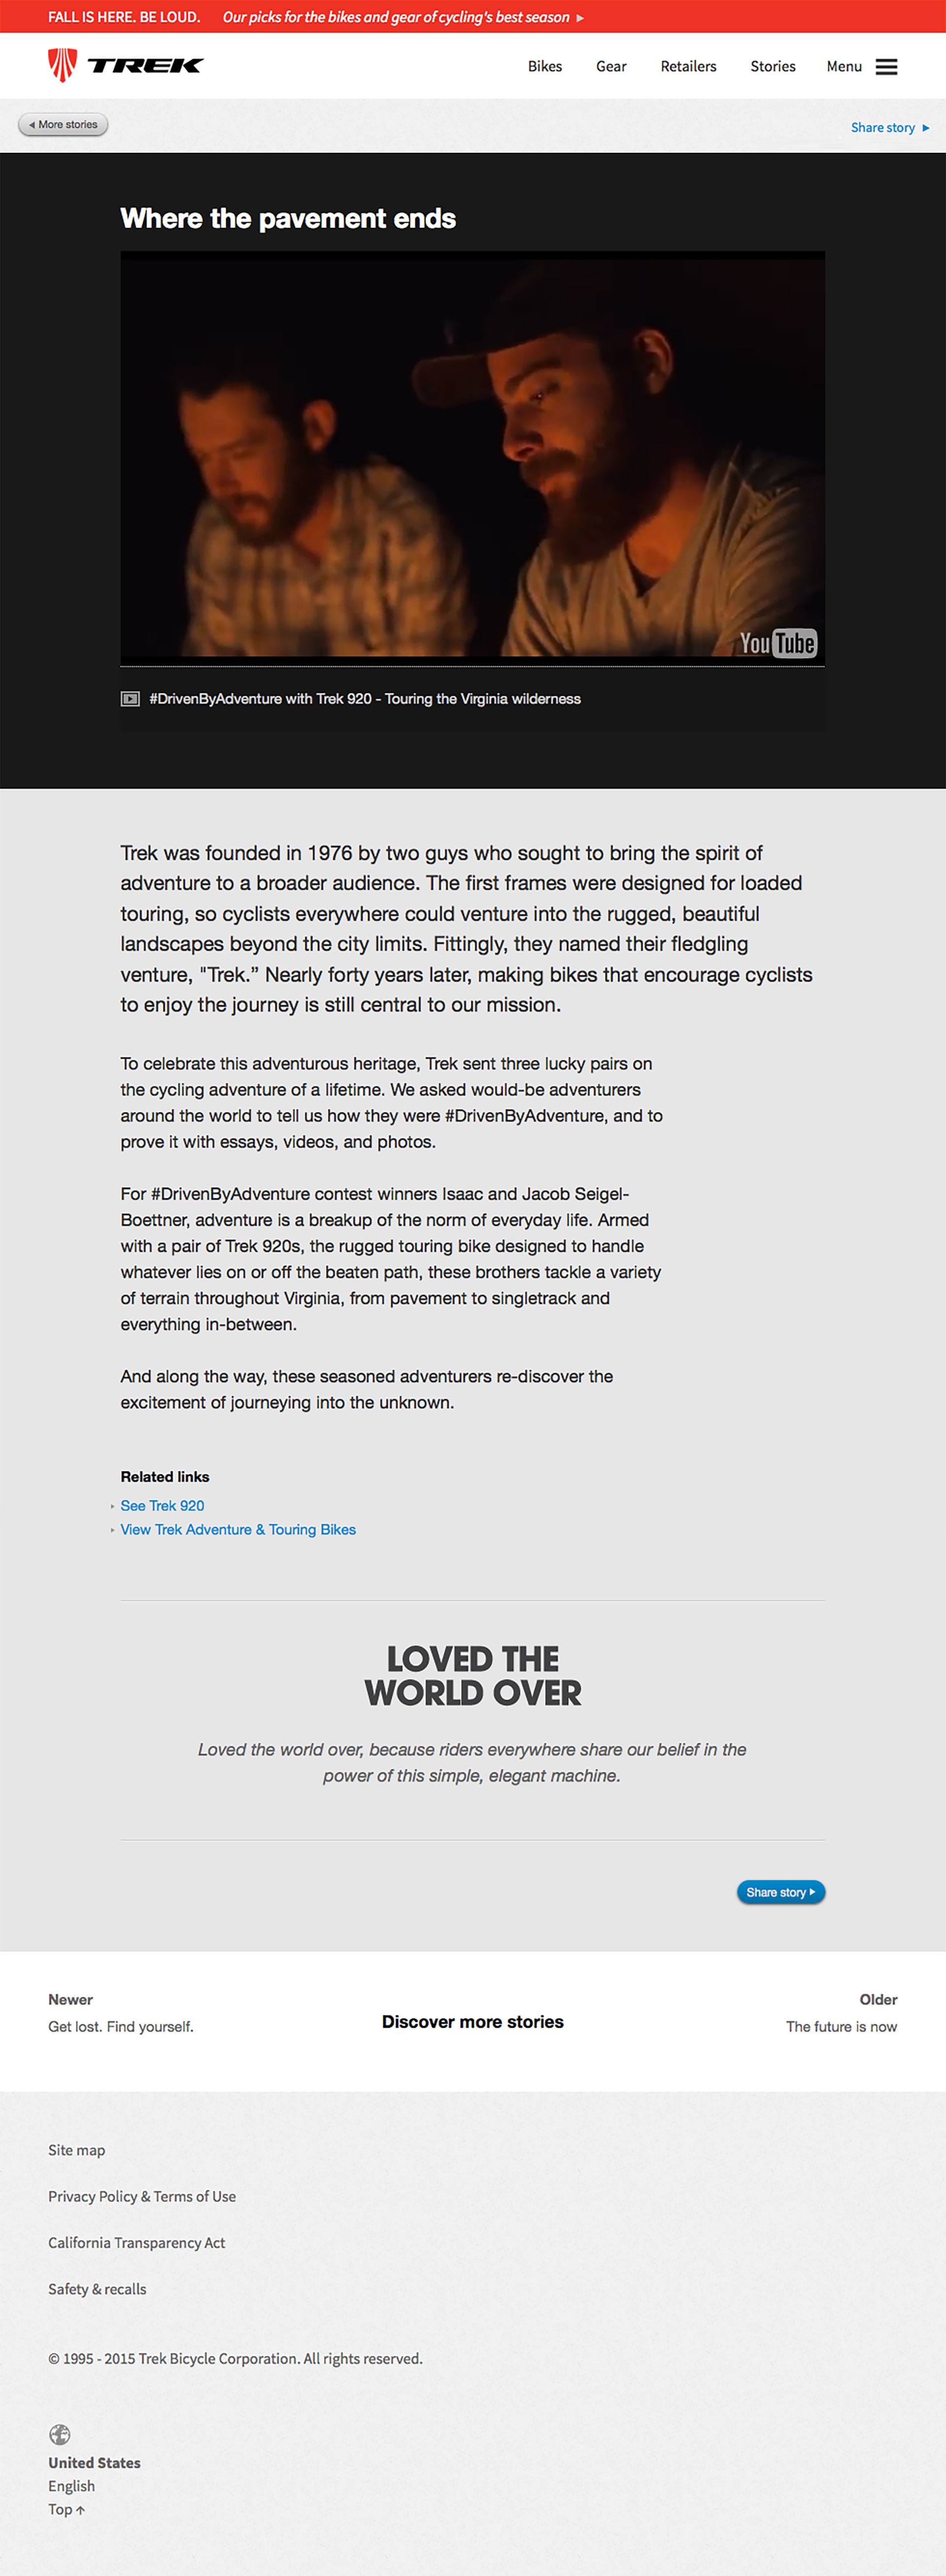 FALL IS HERE. BE LOUD. Our picks for the bikes and gear of cycling's best season
TREK Bikes Gear Retailers Stories Menu
More stories Share story
Where the pavement ends
YouTube
#DrivenByAdventure with Trek 920 - Touring the Virginia wilderness
Trek was founded in 1976 by two guys who sought to bring the spirit of
adventure to a broader audience. The first frames were designed for loaded
touring, so cyclists everywhere could venture into the rugged, beautiful
landscapes beyond the city limits. Fittingly, they named their fledgling
venture, "Trek.” Nearly forty years later, making bikes that encourage cyclists
to enjoy the journey is still central to our mission.
To celebrate this adventurous heritage, Trek sent three lucky pairs on
the cycling adventure of a lifetime. We asked would-be adventurers
around the world to tell us how they were #DrivenByAdventure, and to
prove it with essays, videos, and photos.
For #DrivenByAdventure contest winners Isaac and Jacob Seigel-
Boettner, adventure is a breakup of the norm of everyday life. Armed
with a pair of Trek 920s, the rugged touring bike designed to handle
whatever lies on or off the beaten path, these brothers tackle a variety
of terrain throughout Virginia, from pavement to singletrack and
everything in-between.
And along the way, these seasoned adventurers re-discover the
excitement of journeying into the unknown.
Related links
See Trek 920
View Trek Adventure & Touring Bikes
LOVED THE
WORLD OVER
Loved the world over, because riders everywhere share our belief in the
power of this simple, elegant machine.
Share story
Newer
Get lost. Find yourself.
Discover more stories
Older
The future is now
Site map
Privacy Policy & Terms of Use
California Transparency Act
Safety & recalls
© 1995 - 2015 Trek Bicycle Corporation. All rights reserved.
United States
English
Top ↑